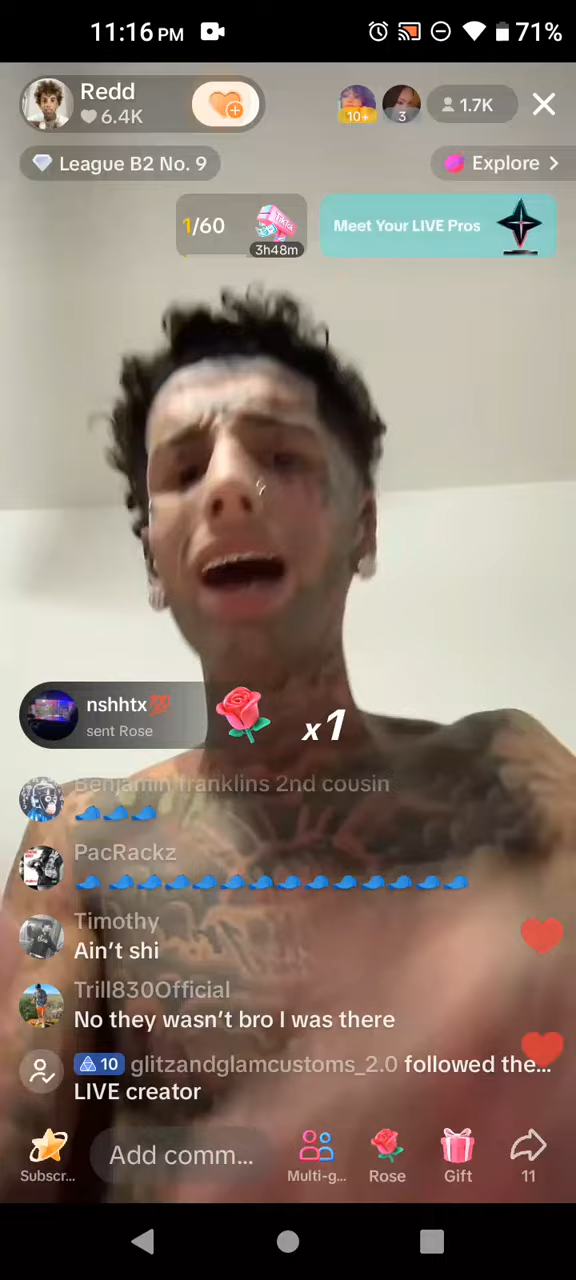 11:16 PM
71%
Redd
6.4K
10+
3
1.7K
League B2 No. 9
Explore >
1/60
TikTok
3h48m
Meet Your LIVE Pros
nshhtx💯
sent Rose
x1
Benjamin franklins 2nd cousin
🧢🧢🧢
PacRackz
🧢🧢🧢🧢🧢🧢🧢🧢🧢🧢🧢🧢🧢🧢
Timothy
Ain't shi
Trill830Official
No they wasn't bro I was there
10 glitzandglamcustoms_2.0 followed the...
LIVE creator
Subscr...
Add comm...
Multi-g...
Rose
Gift
11